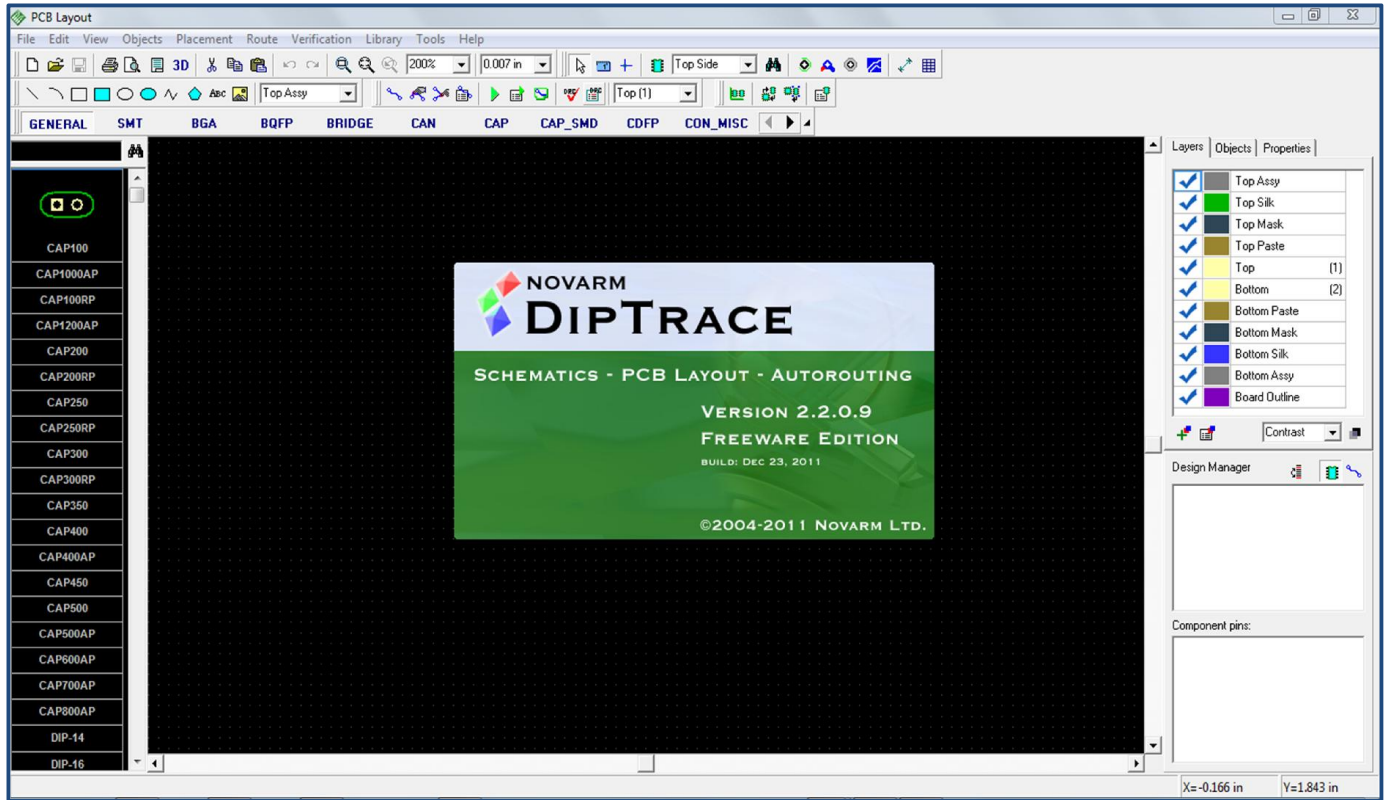 PCB Layout
File Edit View Objects Placement Route Verification Library Tools Help
3D 200% 0.007 in Top Side
ABC Top Assy Top (1)
GENERAL SMT BGA BQFP BRIDGE CAN CAP CAP_SMD CDFP CON_MISC
Layers Objects Properties
Top Assy
Top Silk
Top Mask
Top Paste
Top (1)
Bottom (2)
Bottom Paste
Bottom Mask
Bottom Silk
Bottom Assy
Board Outline
Contrast
Design Manager
Component pins:
CAP100
CAP1000AP
CAP100RP
CAP1200AP
CAP200
CAP200RP
CAP250
CAP250RP
CAP300
CAP300RP
CAP350
CAP400
CAP400AP
CAP450
CAP500
CAP500AP
CAP600AP
CAP700AP
CAP800AP
DIP-14
DIP-16
NOVARM
DIPTRACE
SCHEMATICS - PCB LAYOUT - AUTOROUTING
VERSION 2.2.0.9
FREEWARE EDITION
BUILD: DEC 23, 2011
©2004-2011 NOVARM LTD.
X=-0.166 in Y=1.843 in